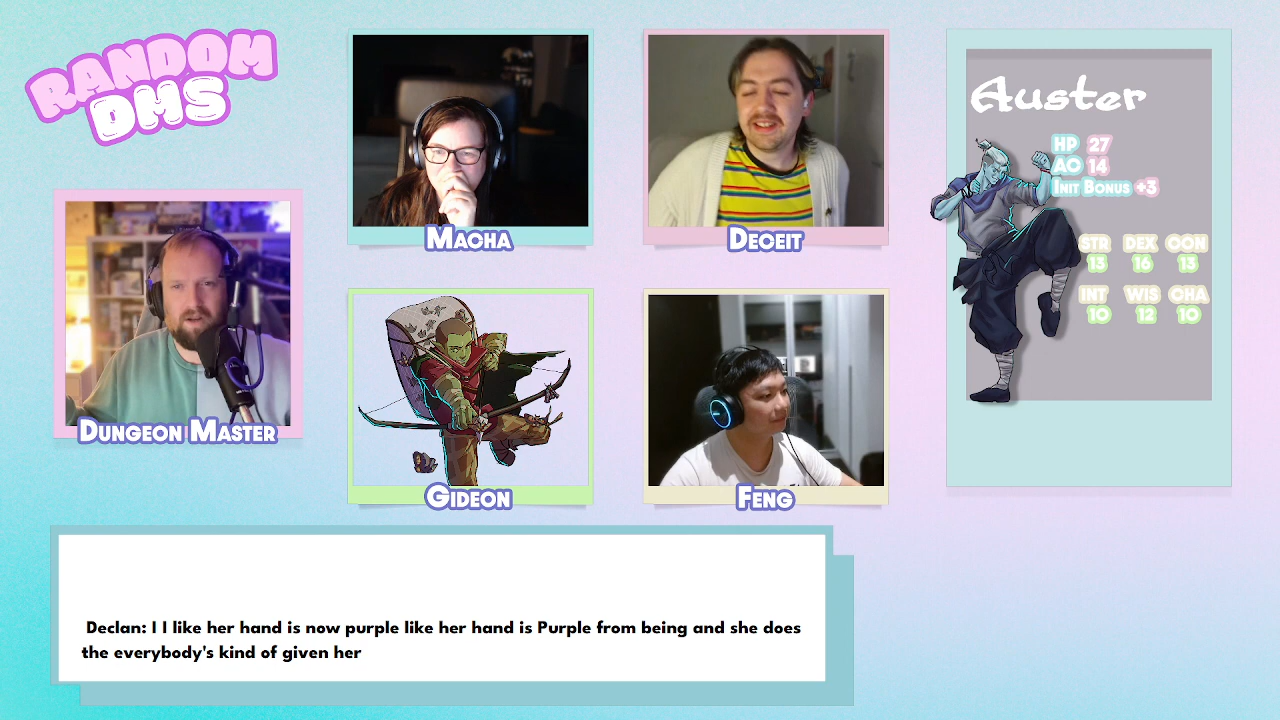 RANDOM
DMS
Macha
Deceit
Dungeon Master
Gideon
Feng
Auster
HP 27
AC 14
Init Bonus +3
STR DEX CON
13 16 13
INT WIS CHA
10 12 10
Declan: I I like her hand is now purple like her hand is Purple from being and she does
the everybody's kind of given her